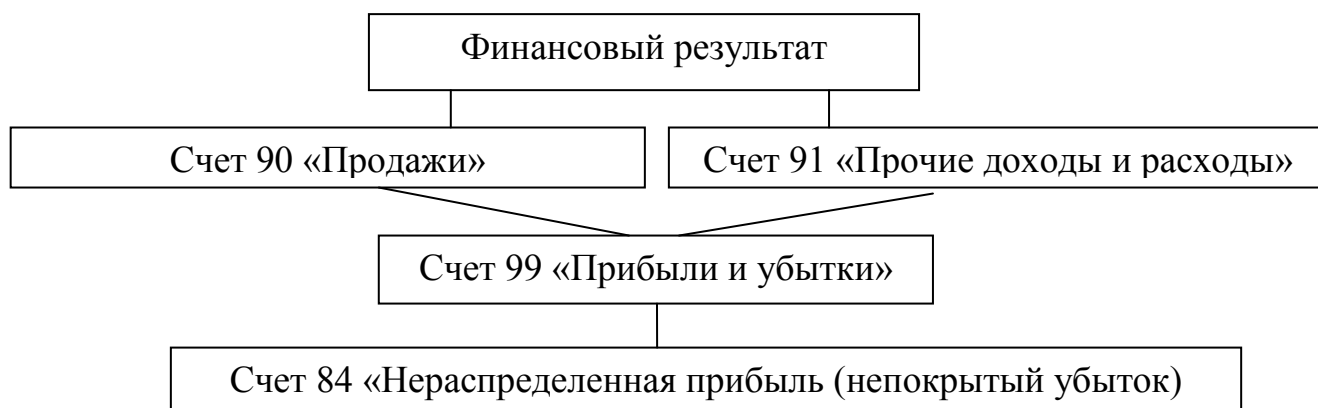 Финансовый результат
Счет 90 «Продажи»
Счет 91 «Прочие доходы и расходы»
Счет 99 «Прибыли и убытки»
Счет 84 «Нераспределенная прибыль (непокрытый убыток)